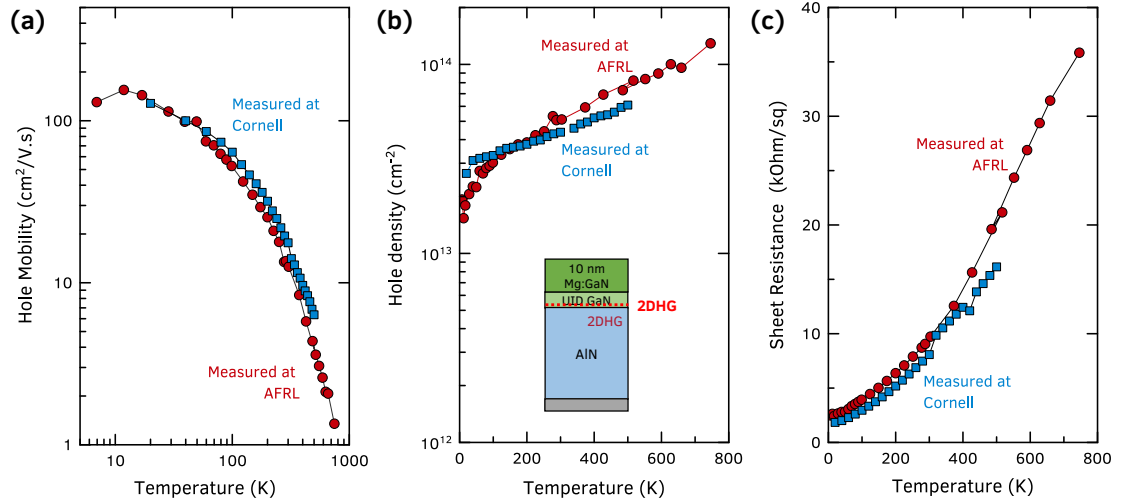 (a)
Hole Mobility (cm²/V.s)
100
10
1
10
100
1000
Temperature (K)
Measured at
Cornell
Measured at
AFRL
(b)
Hole density (cm⁻²)
10¹⁴
10¹³
10¹²
0
200
400
600
800
Temperature (K)
Measured at
AFRL
Measured at
Cornell
10 nm
Mg:GaN
UID GaN
2DHG
2DHG
AlN
(c)
Sheet Resistance (kOhm/sq)
40
30
20
10
0
0
200
400
600
800
Temperature (K)
Measured at
AFRL
Measured at
Cornell